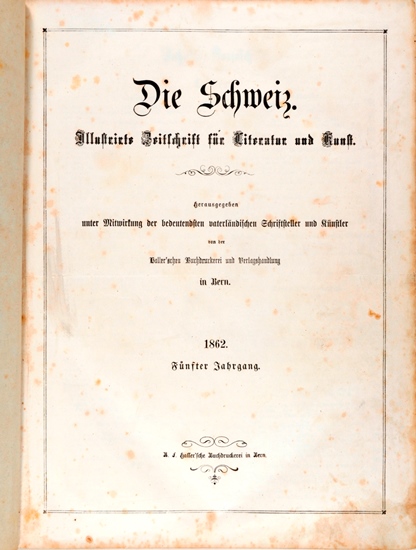 Die Schweiz.
Illustrirte Zeitschrift für Literatur und Kunst.
Herausgegeben
unter Mitwirkung der bedeutendsten vaterländischen Schriftsteller und Künstler
von der
Haller'schen Buchdruckerei und Verlagshandlung
in Bern.
1862.
Fünfter Jahrgang.
Haller'sche Buchdruckerei in Bern.